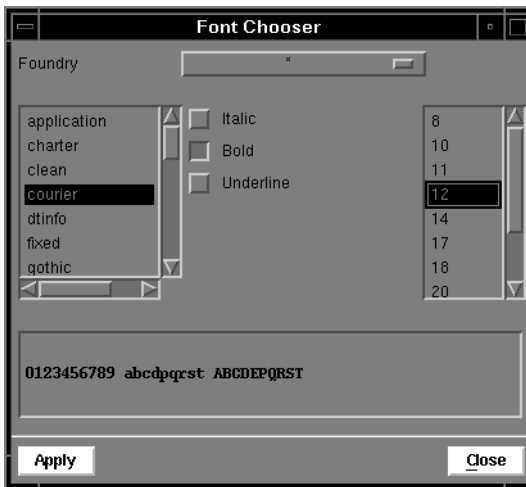 Font Chooser
Foundry
*
application
charter
clean
courier
dtinfo
fixed
gothic
Italic
Bold
Underline
8
10
11
12
14
17
18
20
0123456789 abcdpqrst ABCDEPQRST
Apply
Close